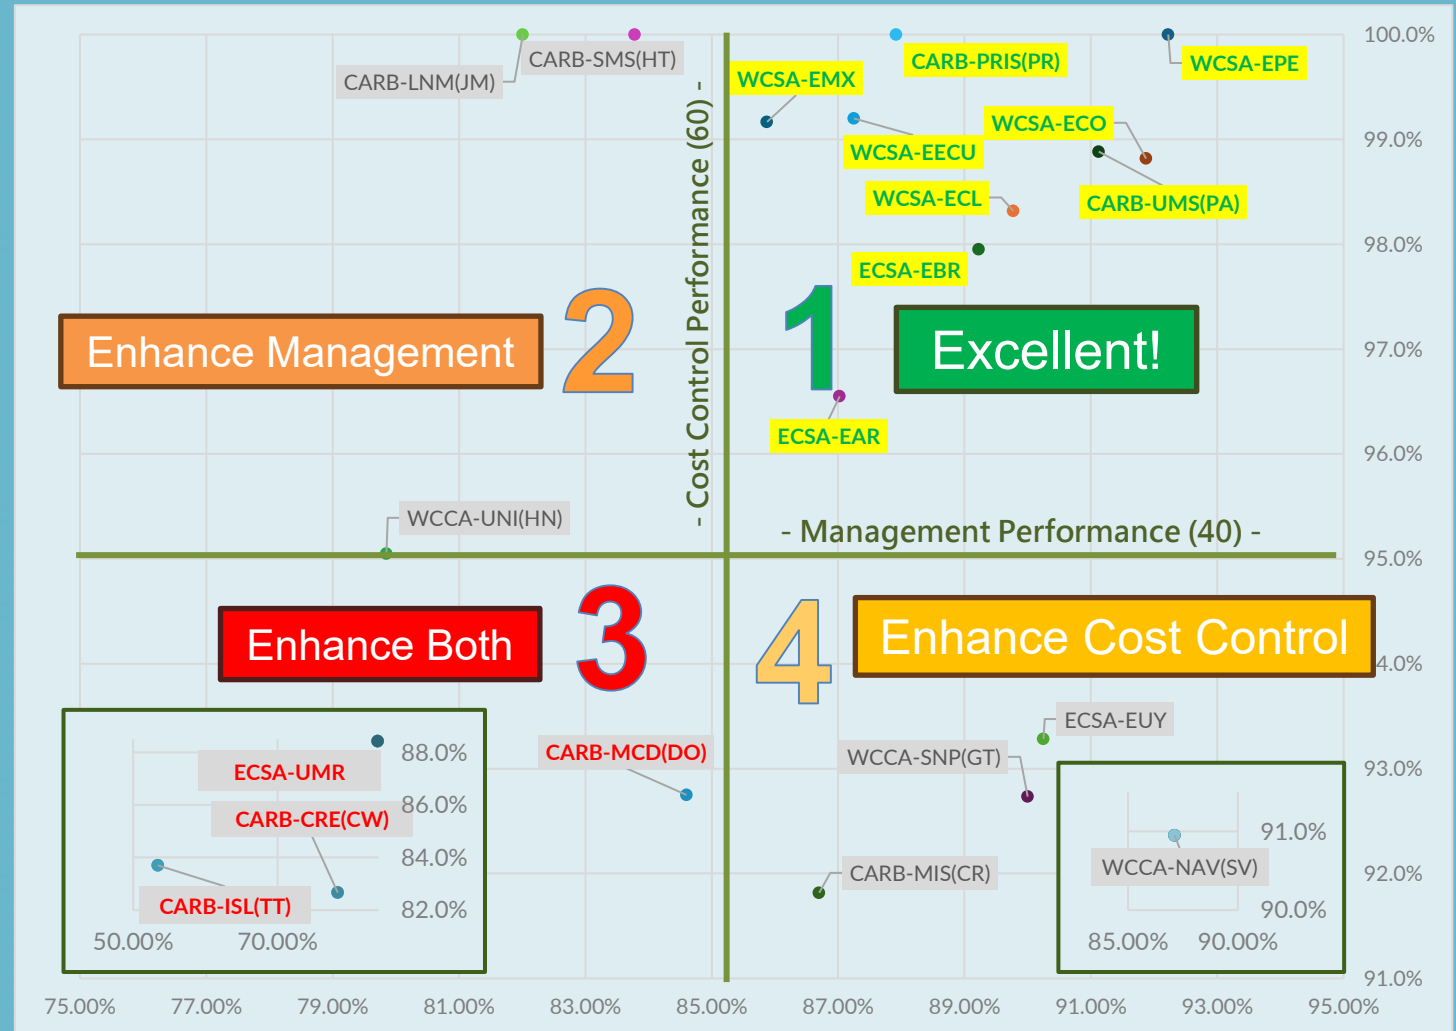 100.0%
CARB-SMS(HT)
CARB-PRIS(PR)
WCSA-EPE
CARB-LNM(JM)
WCSA-EMX
WCSA-ECO
99.0%
WCSA-EECU
WCSA-ECL
CARB-UMS(PA)
98.0%
ECSA-EBR
- Cost Control Performance (60) -
2
1
Enhance Management
Excellent!
97.0%
ECSA-EAR
96.0%
WCCA-UNI(HN)
- Management Performance (40) -
95.0%
3
4
Enhance Both
Enhance Cost Control
4.0%
ECSA-EUY
CARB-MCD(DO)
WCCA-SNP(GT)
93.0%
88.0%
ECSA-UMR
86.0%
CARB-CRE(CW)
84.0%
CARB-ISL(TT)
82.0%
50.00%
70.00%
CARB-MIS(CR)
92.0%
91.0%
WCCA-NAV(SV)
90.0%
85.00%
90.00%
91.0%
75.00%
77.00%
79.00%
81.00%
83.00%
85.00%
87.00%
89.00%
91.00%
93.00%
95.00%